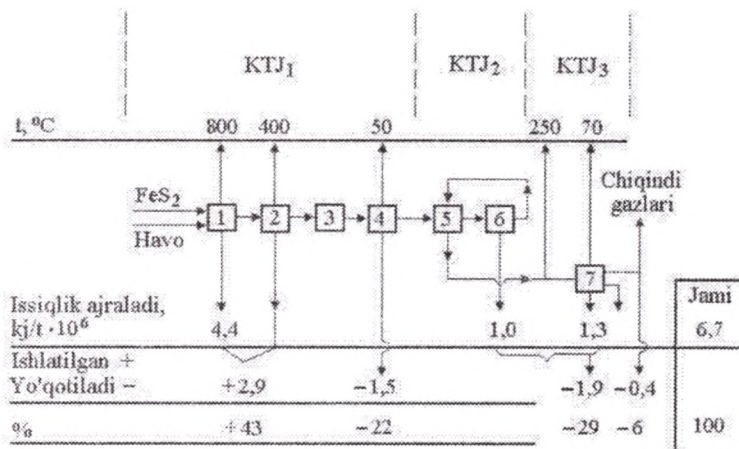 KTJ₁ KTJ₂ KTJ₃
t, ⁰C 800 400 50 250 70
FeS₂
Havo
1 2 3 4 5 6
Chiqindi
gazlari
7
Issiqlik ajraladi,
kj/t · 10⁶ 4,4 1,0 1,3
Jami
6,7
Ishlatilgan +
Yo'qotiladi − +2,9 −1,5 −1,9 −0,4
% +43 −22 −29 −6 100